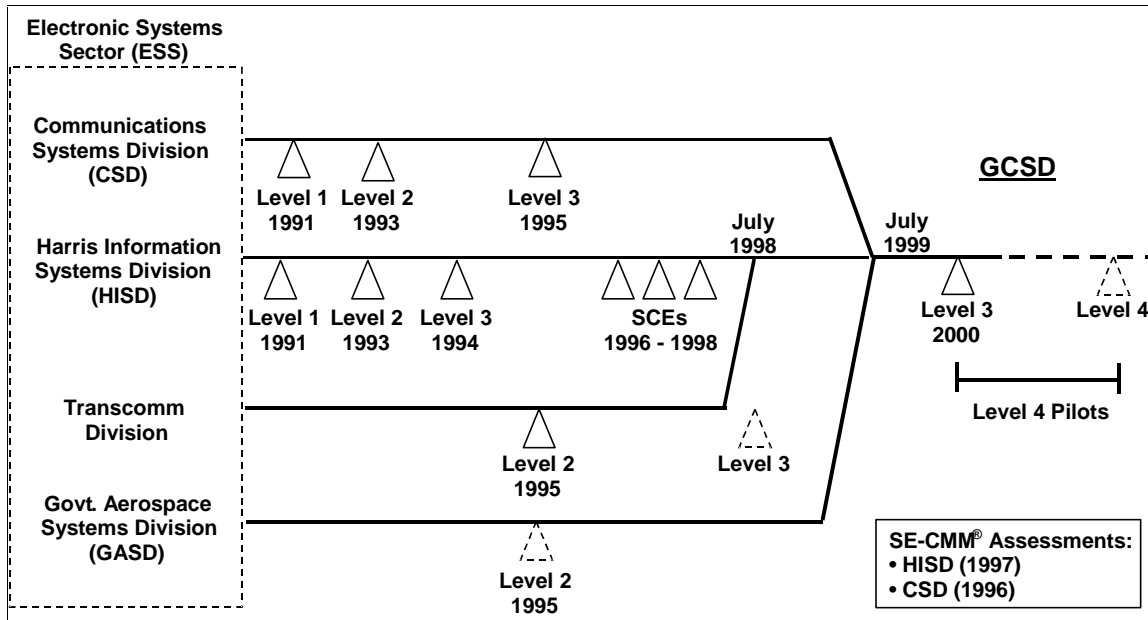 Electronic Systems
Sector (ESS)
Communications
Systems Division
(CSD)
Level 1
1991
Level 2
1993
Level 3
1995
GCSD
Harris Information
Systems Division
(HISD)
Level 1
1991
Level 2
1993
Level 3
1994
SCEs
1996 - 1998
July
1998
July
1999
Level 3
2000
Level 4
Level 4 Pilots
Transcomm
Division
Level 2
1995
Level 3
Govt. Aerospace
Systems Division
(GASD)
Level 2
1995
SE-CMM® Assessments:
• HISD (1997)
• CSD (1996)